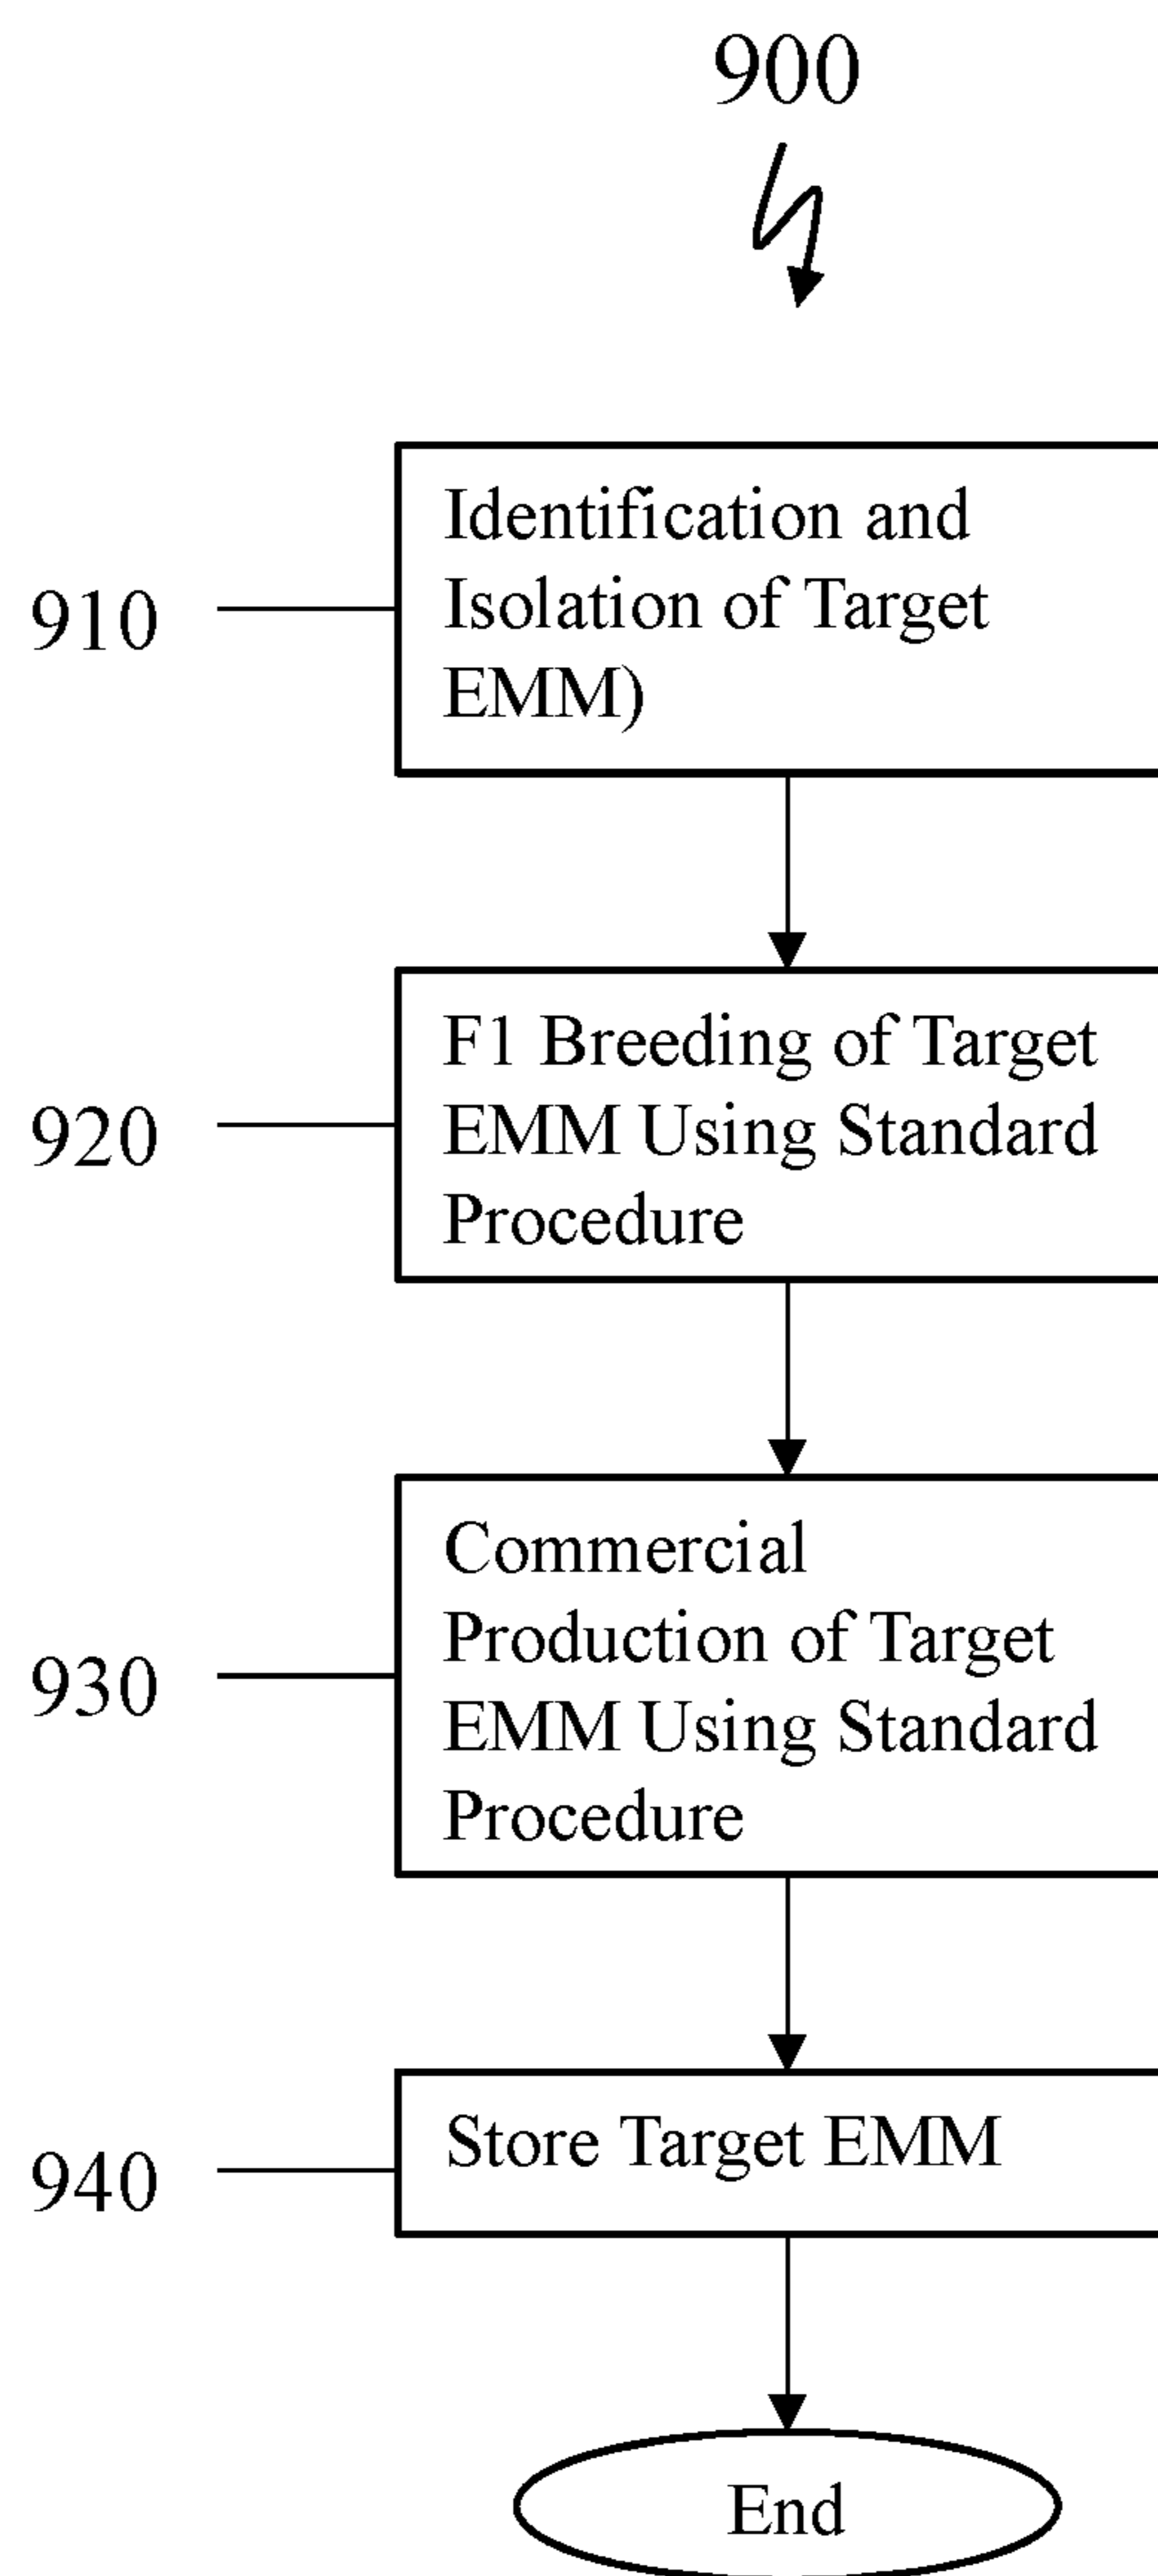 900
910
Identification and
Isolation of Target
EMM)
920
F1 Breeding of Target
EMM Using Standard
Procedure
930
Commercial
Production of Target
EMM Using Standard
Procedure
940
Store Target EMM
End